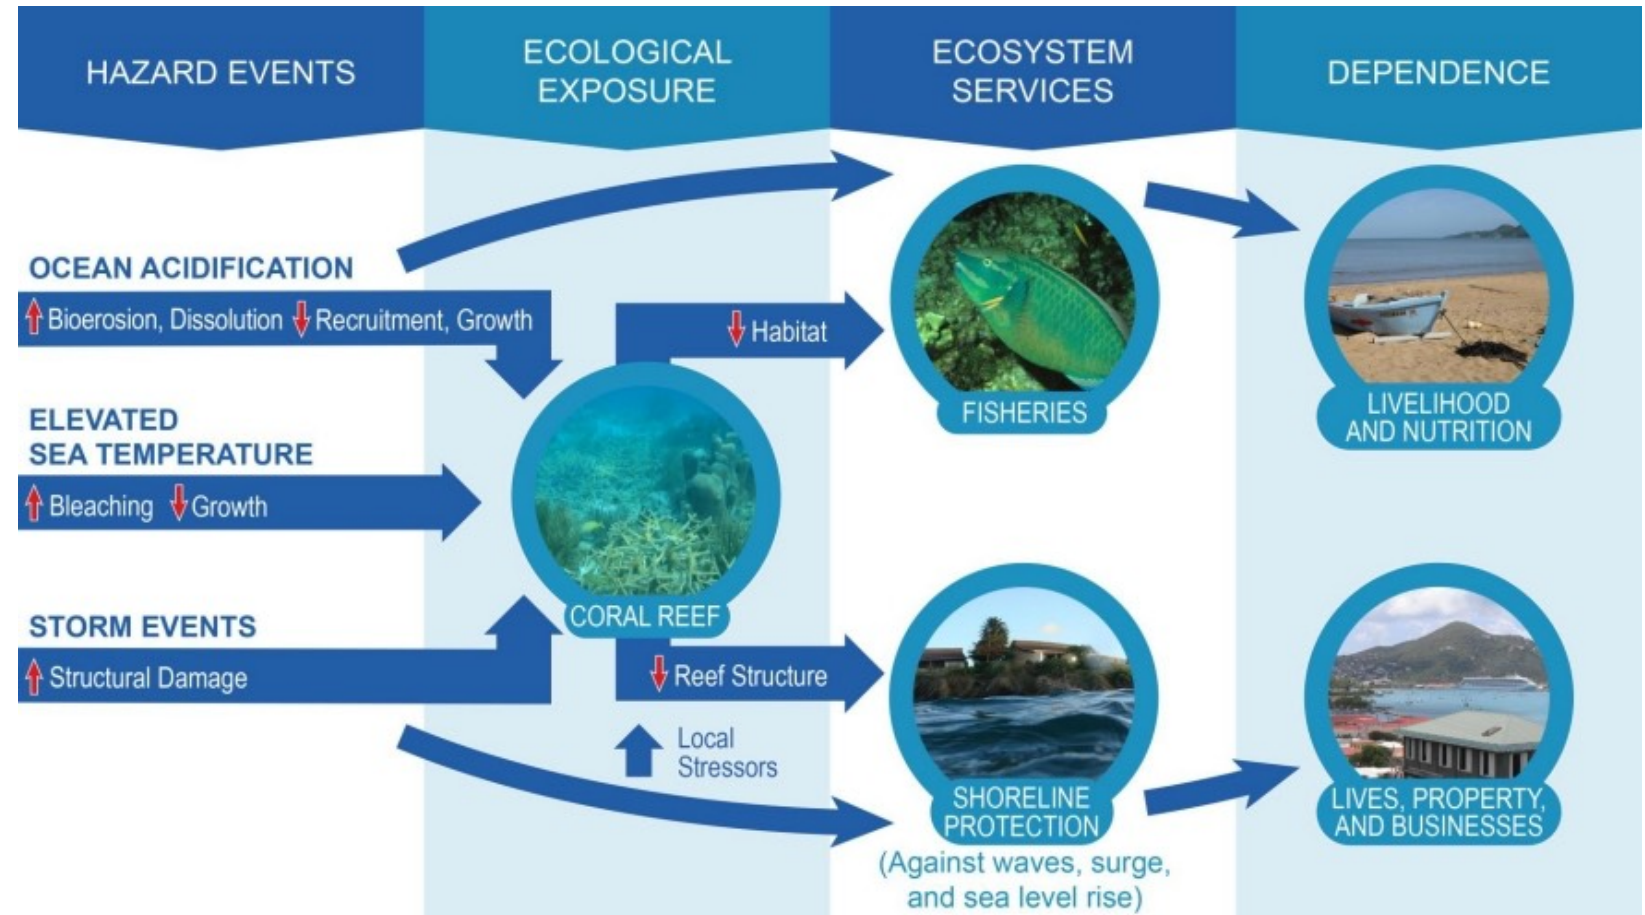 HAZARD EVENTS
ECOLOGICAL
EXPOSURE
ECOSYSTEM
SERVICES
DEPENDENCE
OCEAN ACIDIFICATION
Bioerosion, Dissolution Recruitment, Growth
ELEVATED
SEA TEMPERATURE
Bleaching Growth
STORM EVENTS
Structural Damage
CORAL REEF
Habitat
Reef Structure
Local
Stressors
FISHERIES
SHORELINE
PROTECTION
(Against waves, surge,
and sea level rise)
LIVELIHOOD
AND NUTRITION
LIVES, PROPERTY,
AND BUSINESSES